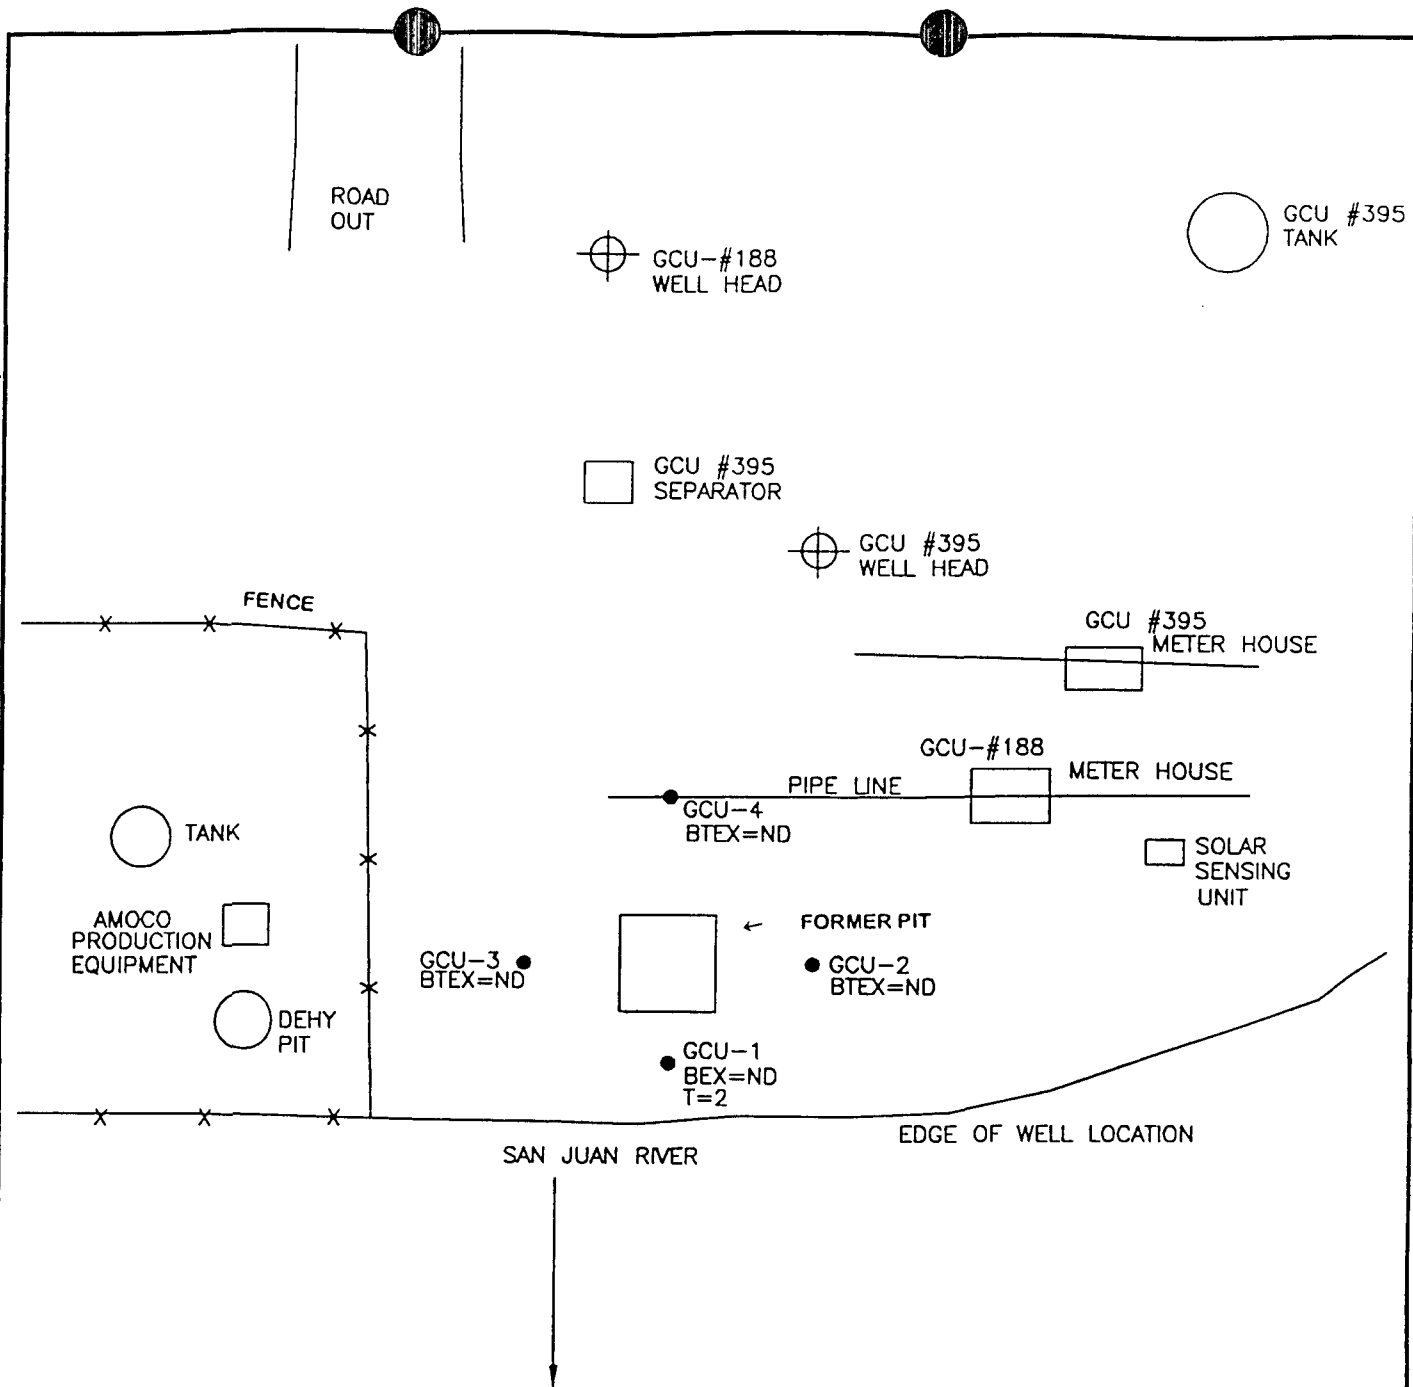 ROAD
OUT
GCU #395
TANK
GCU-#188
WELL HEAD
GCU #395
SEPARATOR
GCU #395
WELL HEAD
FENCE
GCU #395
METER HOUSE
GCU-#188
METER HOUSE
PIPE LINE
GCU-4
BTEX=ND
TANK
SOLAR
SENSING
UNIT
AMOCO
PRODUCTION
EQUIPMENT
← FORMER PIT
GCU-3
BTEX=ND
GCU-2
BTEX=ND
DEHY
PIT
GCU-1
BEX=ND
T=2
EDGE OF WELL LOCATION
SAN JUAN RIVER